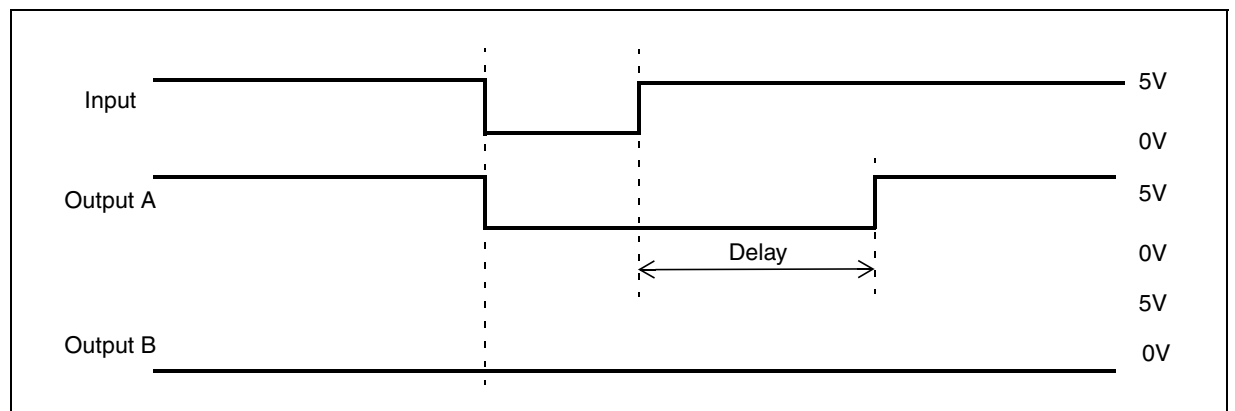 Input
5V
0V
Output A
5V
Delay
0V
5V
Output B
0V